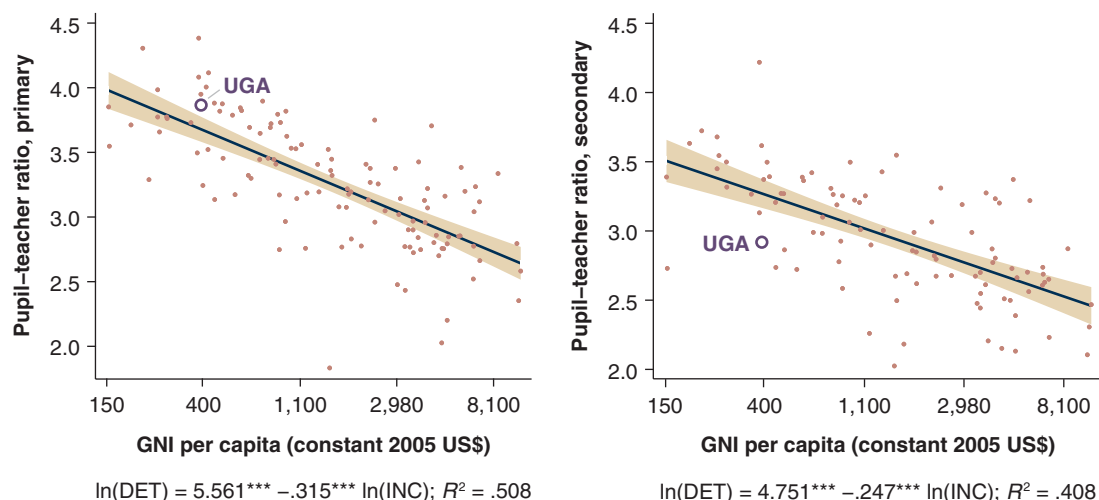 4.5
4.0
3.5
3.0
2.5
2.0
Pupil–teacher ratio, primary
UGA
150 400 1,100 2,980 8,100
GNI per capita (constant 2005 US$)
ln(DET) = 5.561*** –.315*** ln(INC); R² = .508
4.5
4.0
3.5
3.0
2.5
2.0
Pupil–teacher ratio, secondary
UGA
150 400 1,100 2,980 8,100
GNI per capita (constant 2005 US$)
ln(DET) = 4.751*** –.247*** ln(INC); R² = .408